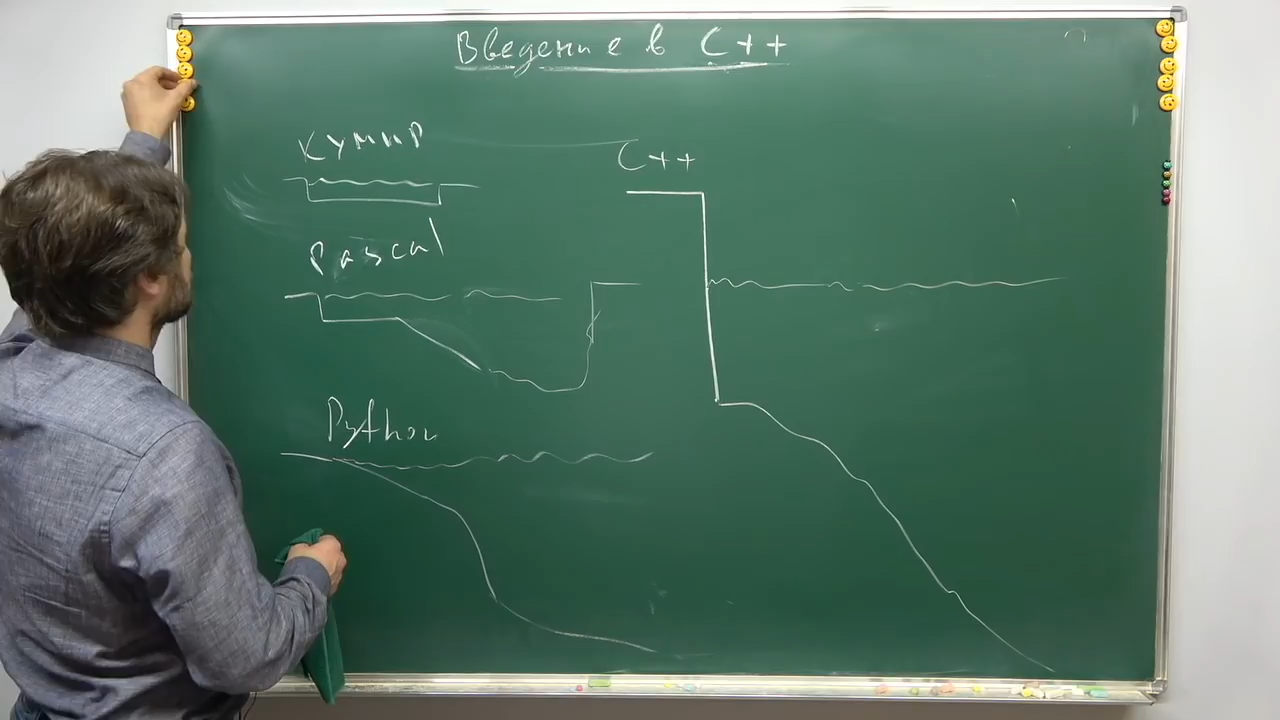 Введение в C++
Кумир
C++
Pascal
Python